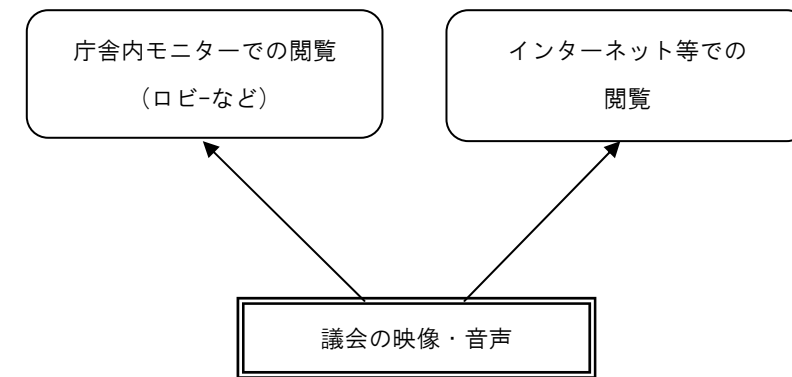 庁舎内モニターでの閲覧
（ロビｰなど）
インターネット等での
閲覧
議会の映像・音声